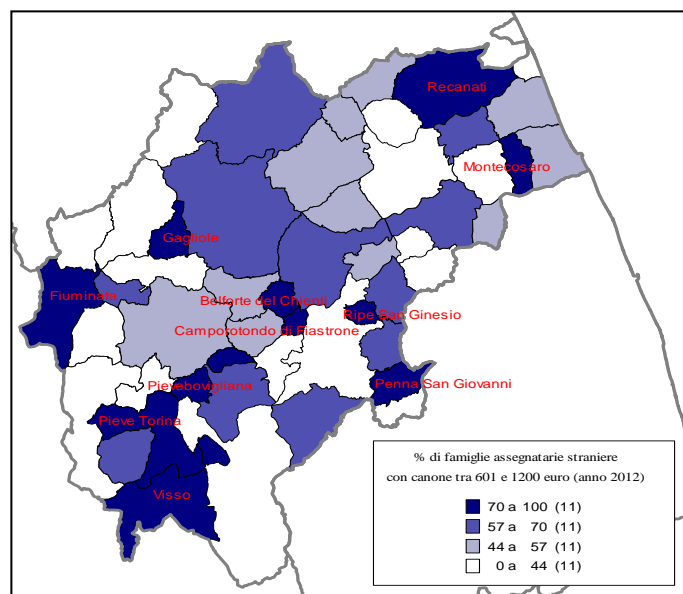 Recanati
Montecosaro
Gagliole
Fiuminata
Belforte del Chienti
Ripe San Ginesio
Camporotondo di Fiastrone
Pievebovigliana
Penna San Giovanni
Pieve Torina
Visso
% di famiglie assegnatarie straniere
con canone tra 601 e 1200 euro (anno 2012)
70 a 100 (11)
57 a 70 (11)
44 a 57 (11)
0 a 44 (11)